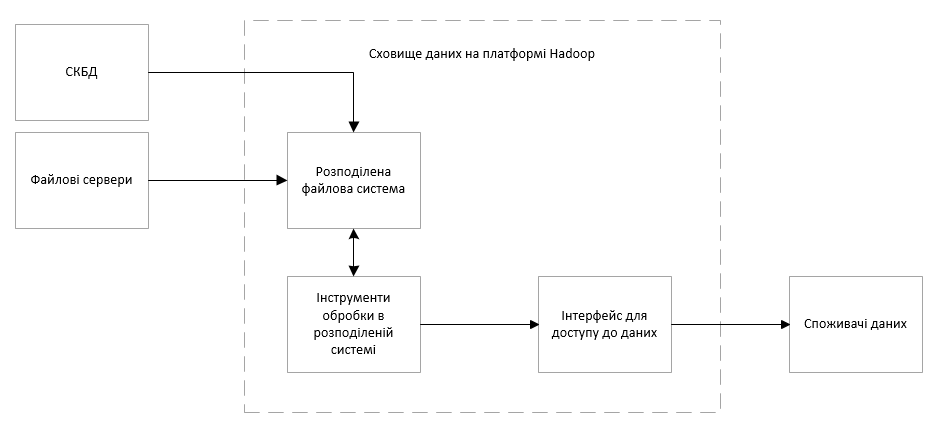 Сховище даних на платформі Hadoop
СКБД
Файлові сервери
Розподілена
файлова система
Інструменти
обробки в
розподіленій
системі
Інтерфейс для
доступу до даних
Споживачі даних